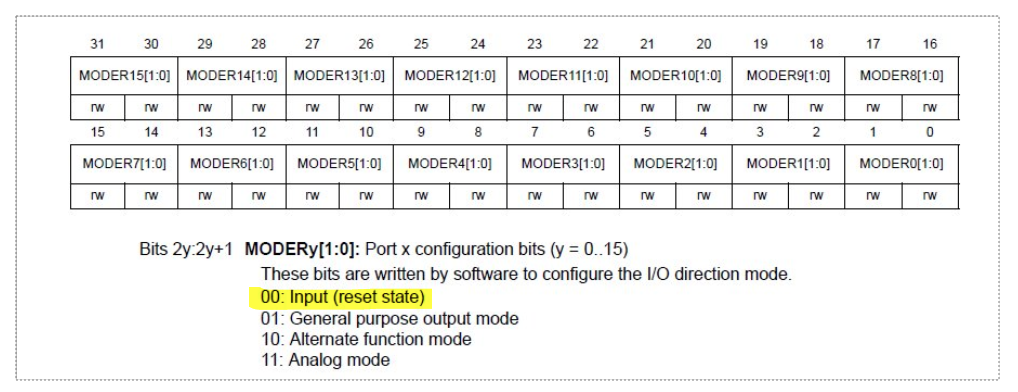 31 30 29 28 27 26 25 24 23 22 21 20 19 18 17 16
MODER15[1:0] MODER14[1:0] MODER13[1:0] MODER12[1:0] MODER11[1:0] MODER10[1:0] MODER9[1:0] MODER8[1:0]
rw rw rw rw rw rw rw rw rw rw rw rw rw rw rw rw
15 14 13 12 11 10 9 8 7 6 5 4 3 2 1 0
MODER7[1:0] MODER6[1:0] MODER5[1:0] MODER4[1:0] MODER3[1:0] MODER2[1:0] MODER1[1:0] MODER0[1:0]
rw rw rw rw rw rw rw rw rw rw rw rw rw rw rw rw
Bits 2y:2y+1 MODERy[1:0]: Port x configuration bits (y = 0..15)
These bits are written by software to configure the I/O direction mode.
00: Input (reset state)
01: General purpose output mode
10: Alternate function mode
11: Analog mode